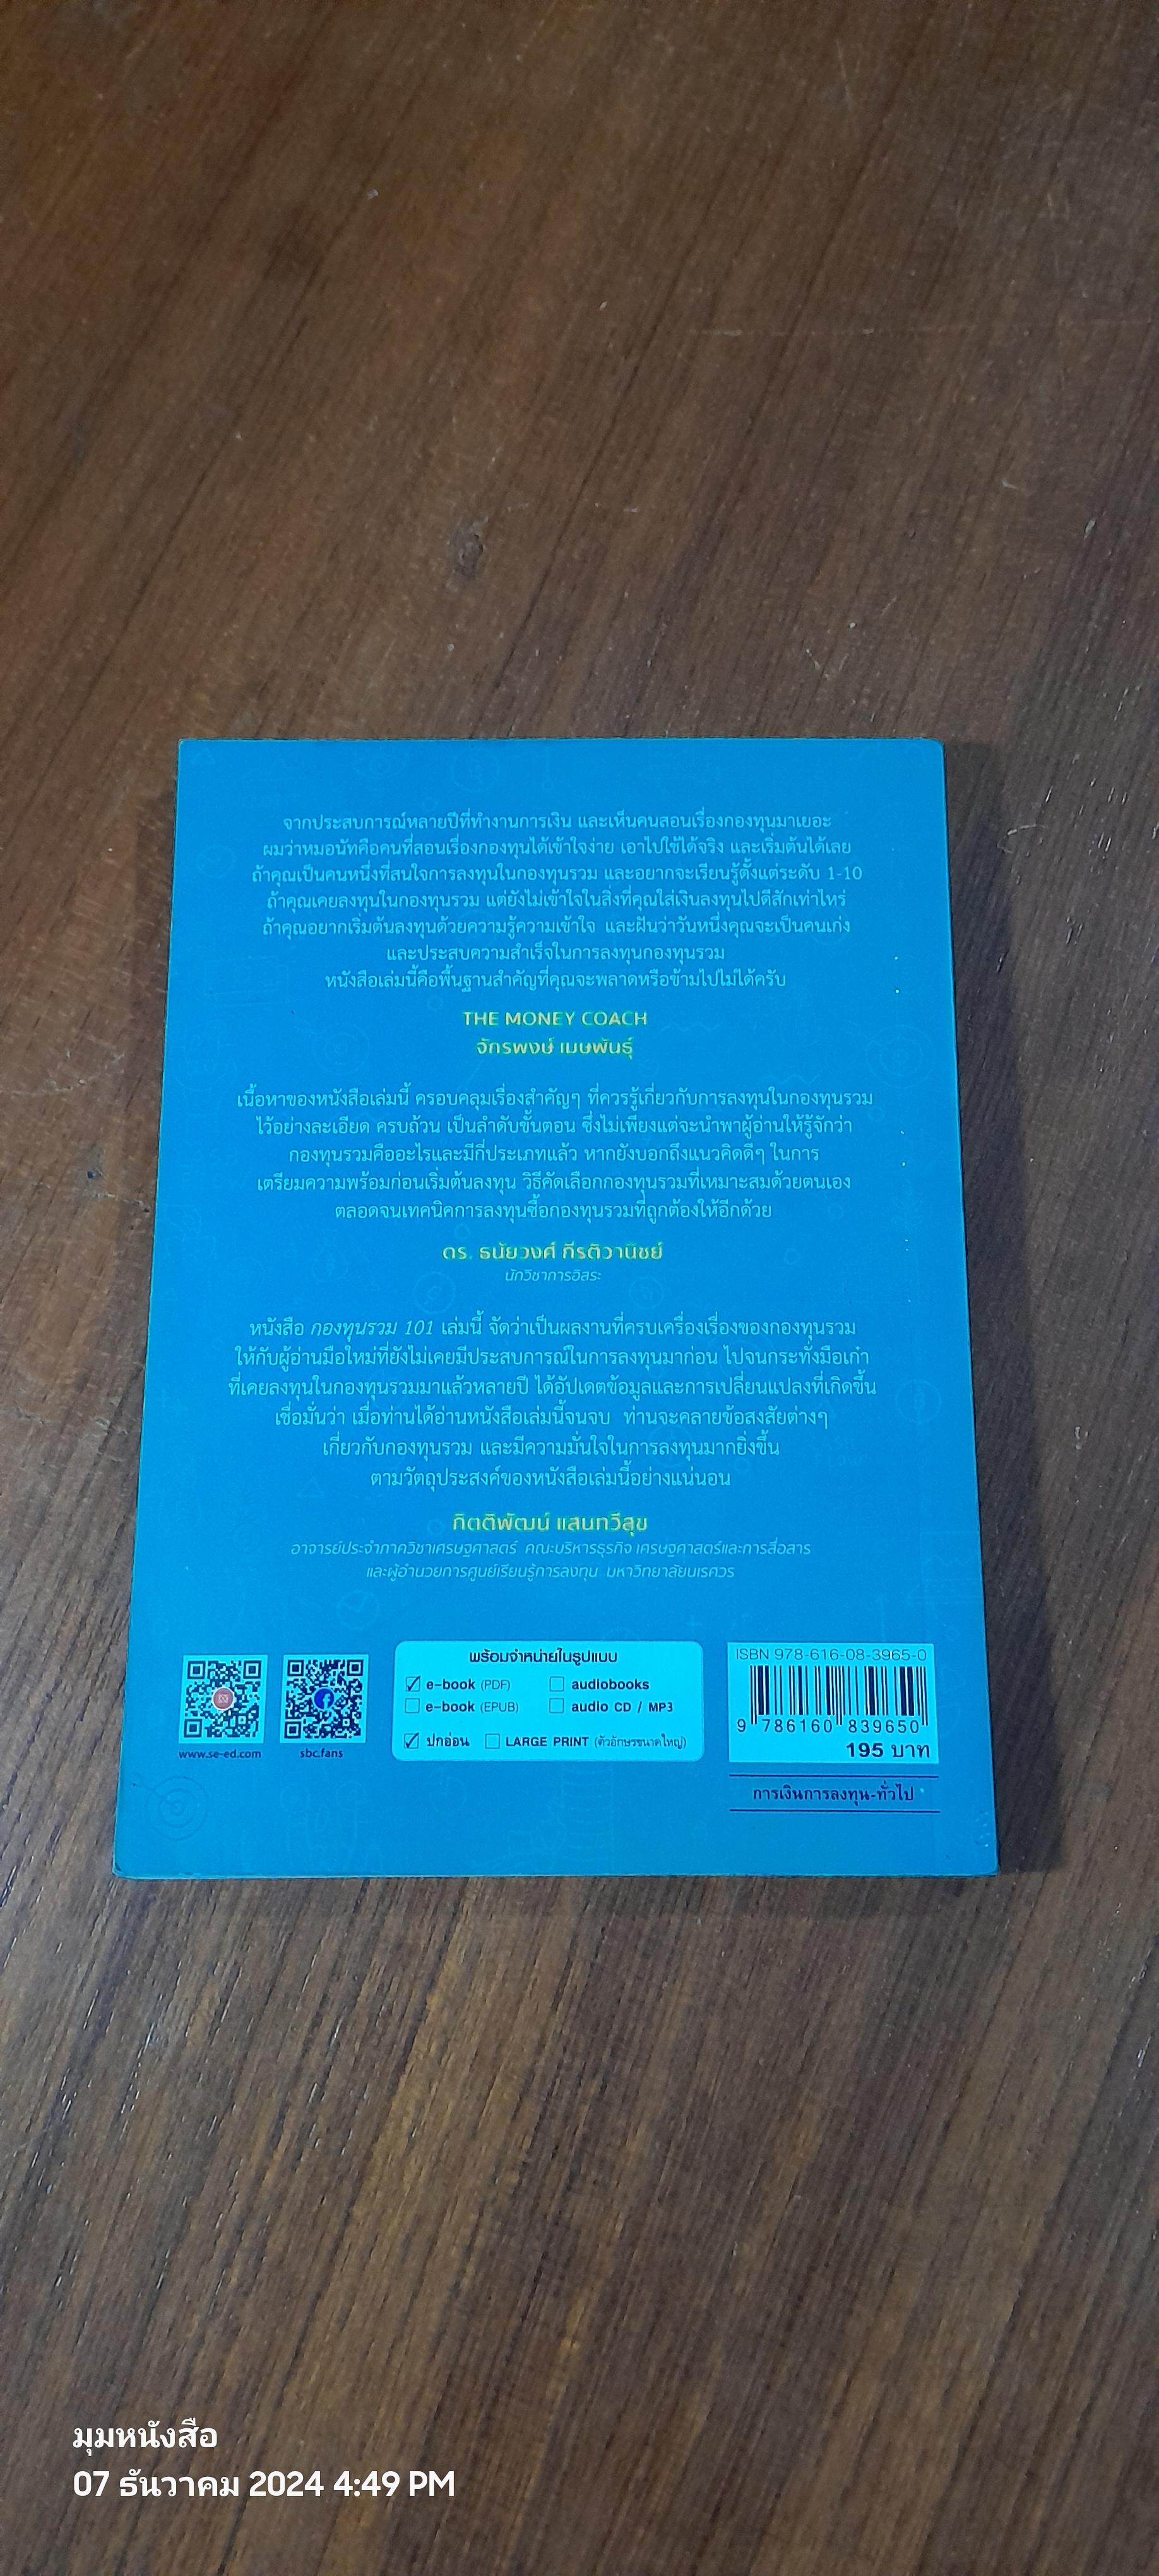 จากประสบการณ์หลายปีที่ทำงานการเงิน และเห็นคนสอนเรื่องกองทุนมาเยอะ
ผมว่าหมอนัทคือคนที่สอนเรื่องกองทุนได้เข้าใจง่าย เอาไปใช้ได้จริง และเริ่มต้นได้เลย
ถ้าคุณเป็นคนหนึ่งที่สนใจการลงทุนในกองทุนรวม และอยากจะเรียนรู้ตั้งแต่ระดับ 1-10
ถ้าคุณเคยลงทุนในกองทุนรวม แต่ยังไม่เข้าใจในสิ่งที่คุณใส่เงินลงทุนไปดีสักเท่าไหร่
ถ้าคุณอยากเริ่มต้นลงทุนด้วยความรู้ความเข้าใจ และฝันว่าวันหนึ่งคุณจะเป็นคนเก่ง
และประสบความสำเร็จในการลงทุนกองทุนรวม
หนังสือเล่มนี้คือพื้นฐานสำคัญที่คุณจะพลาดหรือข้ามไปไม่ได้ครับ
THE MONEY COACH
จักรพงษ์ เมษพันธุ์
เนื้อหาของหนังสือเล่มนี้ ครอบคลุมเรื่องสำคัญๆ ที่ควรรู้เกี่ยวกับการลงทุนในกองทุนรวม
ไว้อย่างละเอียด ครบถ้วน เป็นลำดับขั้นตอน ซึ่งไม่เพียงแต่จะนำพาผู้อ่านให้รู้จักว่า
กองทุนรวมคืออะไรและมีกี่ประเภทแล้ว หากยังบอกถึงแนวคิดดีๆ ในการ
เตรียมความพร้อมก่อนเริ่มต้นลงทุน วิธีคัดเลือกกองทุนรวมที่เหมาะสมด้วยตนเอง
ตลอดจนเทคนิคการลงทุนซื้อกองทุนรวมที่ถูกต้องให้อีกด้วย
ดร. ธนัยวงศ์ กีรติวานิชย์
นักวิชาการอิสระ
หนังสือ กองทุนรวม 101 เล่มนี้ จัดว่าเป็นผลงานที่ครบเครื่องเรื่องของกองทุนรวม
ให้กับผู้อ่านมือใหม่ที่ยังไม่เคยมีประสบการณ์ในการลงทุนมาก่อน ไปจนกระทั่งมือเก๋า
ที่เคยลงทุนในกองทุนรวมมาแล้วหลายปี ได้อัปเดตข้อมูลและการเปลี่ยนแปลงที่เกิดขึ้น
เชื่อมั่นว่า เมื่อท่านได้อ่านหนังสือเล่มนี้จนจบ ท่านจะคลายข้อสงสัยต่างๆ
เกี่ยวกับกองทุนรวม และมีความมั่นใจในการลงทุนมากยิ่งขึ้น
ตามวัตถุประสงค์ของหนังสือเล่มนี้อย่างแน่นอน
กิตติพัฒน์ แสนทวีสุข
อาจารย์ประจำภาควิชาเศรษฐศาสตร์ คณะบริหารธุรกิจ เศรษฐศาสตร์และการสื่อสาร
และผู้อำนวยการศูนย์เรียนรู้การลงทุน มหาวิทยาลัยนเรศวร
www.se-ed.com
sbc.fans
พร้อมจำหน่ายในรูปแบบ
e-book (PDF) audiobooks
e-book (EPUB) audio CD / MP3
ปกอ่อน LARGE PRINT (ตัวอักษรขนาดใหญ่)
ISBN 978-616-08-3965-0
9 786160 839650
195 บาท
การเงินการลงทุน-ทั่วไป
มุมหนังสือ
07 ธันวาคม 2024 4:49 PM